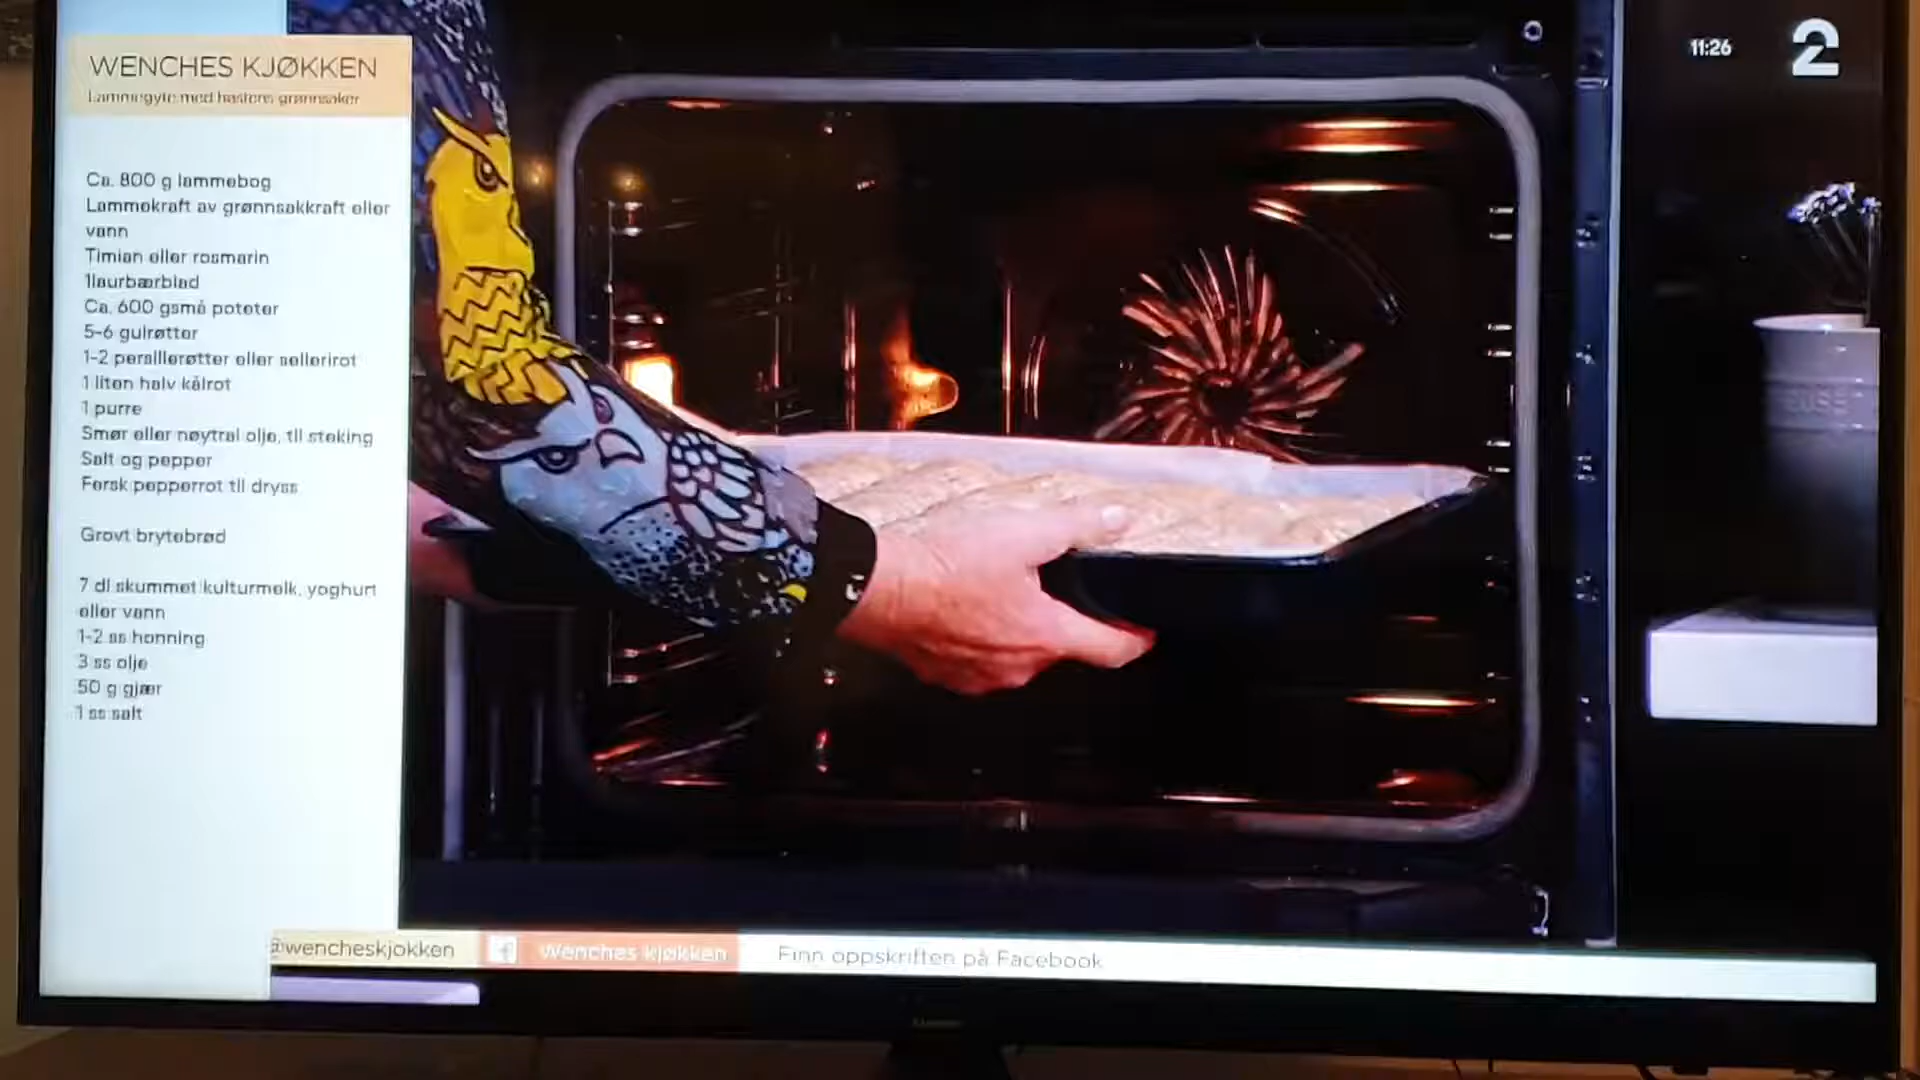 WENCHES KJØKKEN
Lammegyte med høstens grønnsaker
Ca. 800 g lammebog
Lammekraft av grønnsakkraft eller
vann
Timian eller rosmarin
1laurbærblad
Ca. 600 gsmå poteter
5-6 gulrøtter
1-2 persillerøtter eller sellerirot
1 liten halv kålrot
1 purre
Smør eller nøytral olje, til steking
Salt og pepper
Fersk pepperrot til dryss
Grovt brytebrød
7 dl skummet kulturmelk, yoghurt
eller vann
1-2 ss honning
3 ss olje
50 g gjær
1 ss salt
11:26
2
@wencheskjokken
f
Wenches kjøkken
Finn oppskriften på Facebook